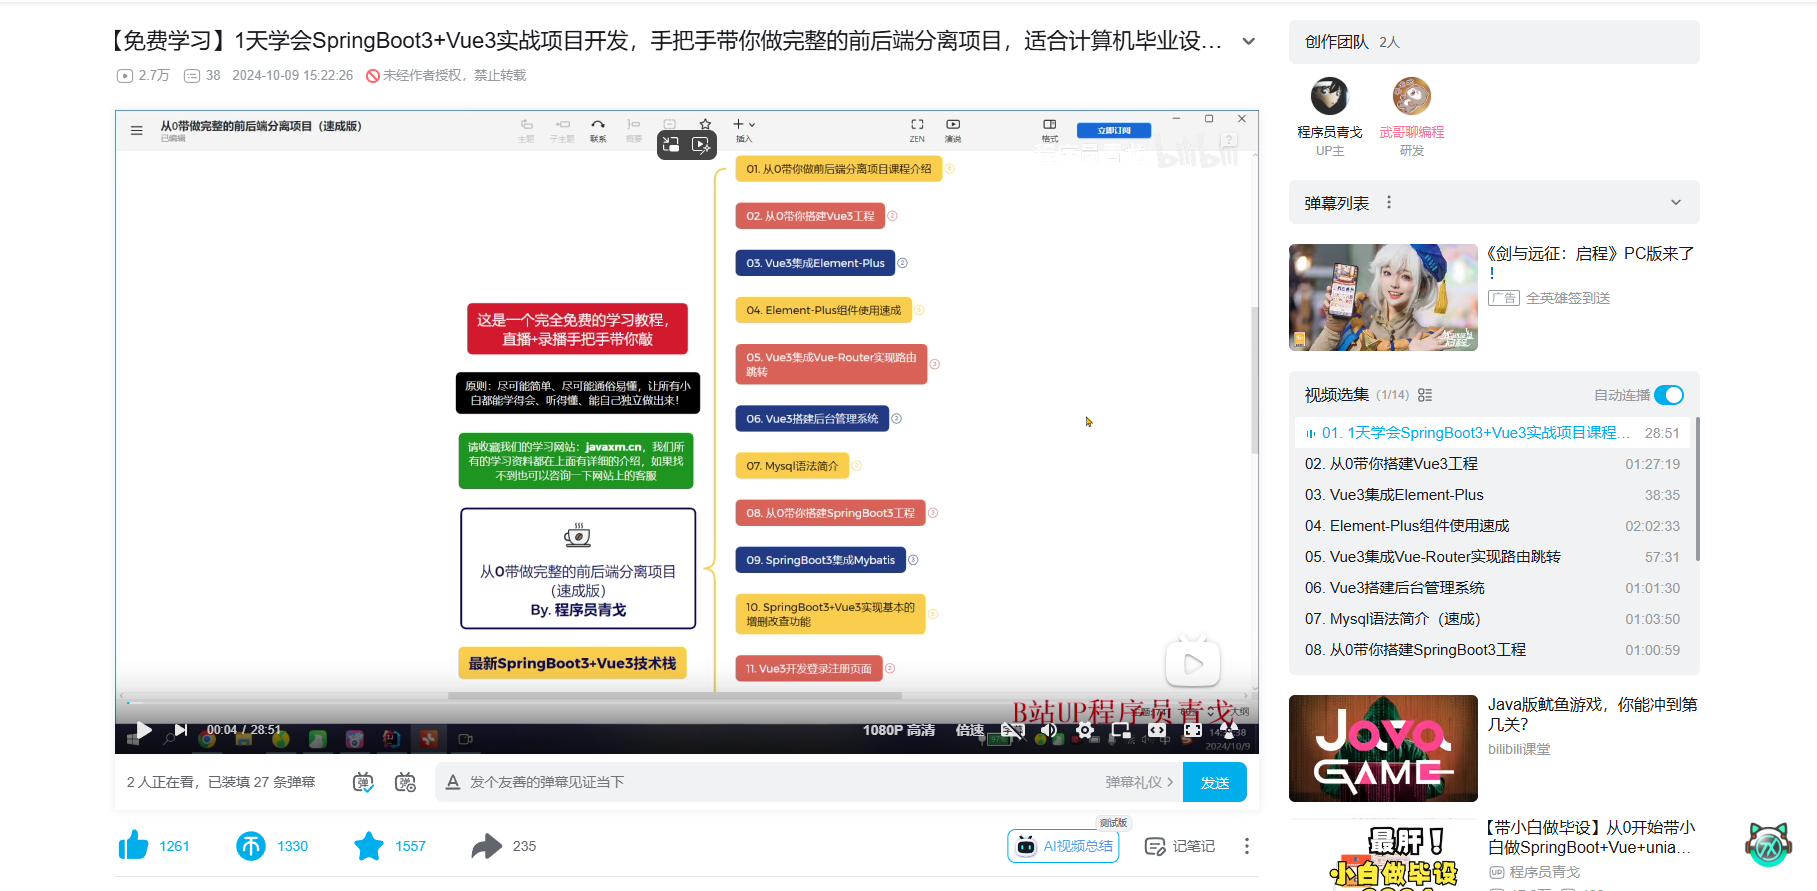 【免费学习】1天学会SpringBoot3+Vue3实战项目开发，手把手带你做完整的前后端分离项目，适合计算机毕业设...
2.7万 38 2024-10-09 15:22:26 未经作者授权，禁止转载
从0带做完整的前后端分离项目（速成版）
已编辑
主题 子主题 联系 概要 插入 ZEN 演说 格式
立即订阅
bilibili
01. 从0带你做前后端分离项目课程介绍
02. 从0带你搭建Vue3工程
03. Vue3集成Element-Plus
04. Element-Plus组件使用速成
05. Vue3集成Vue-Router实现路由
跳转
06. Vue3搭建后台管理系统
07. Mysql语法简介
08. 从0带你搭建SpringBoot3工程
09. SpringBoot3集成Mybatis
10. SpringBoot3+Vue3实现基本的
增删改查功能
11. Vue3开发登录注册页面
这是一个完全免费的学习教程，
直播+录播手把手带你敲
原则：尽可能简单、尽可能通俗易懂，让所有小
白都能学得会、听得懂、能自己独立做出来！
请收藏我们的学习网站：javaxm.cn，我们所
有的学习资料都在上面有详细的介绍，如果找
不到也可以咨询一下网站上的客服
从0带做完整的前后端分离项目
（速成版）
By. 程序员青戈
最新SpringBoot3+Vue3技术栈
B站UP程序员青戈
大纲
00:04 / 28:51
1080P 高清 倍速
2024/10/9
2 人正在看，已装填 27 条弹幕
发个友善的弹幕见证当下
弹幕礼仪 >
发送
1261 1330 1557 235
测试版
AI视频总结
记笔记
创作团队 2人
程序员青戈
UP主
武哥聊编程
研发
弹幕列表
《剑与远征：启程》PC版来了
！
广告 全英雄签到送
视频选集 (1/14) 自动连播
01. 1天学会SpringBoot3+Vue3实战项目课程... 28:51
02. 从0带你搭建Vue3工程 01:27:19
03. Vue3集成Element-Plus 38:35
04. Element-Plus组件使用速成 02:02:33
05. Vue3集成Vue-Router实现路由跳转 57:31
06. Vue3搭建后台管理系统 01:01:30
07. Mysql语法简介（速成） 01:03:50
08. 从0带你搭建SpringBoot3工程 01:00:59
JAVA
GAME
Java版鱿鱼游戏，你能冲到第
几关？
bilibili课堂
最肝！
小白做毕设
【带小白做毕设】从0开始带小
白做SpringBoot+Vue+unia...
UP 程序员青戈
7X